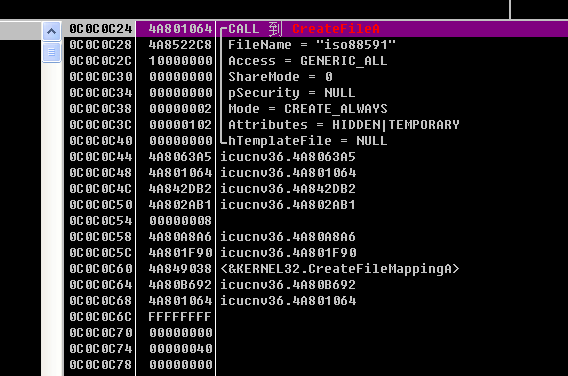 0C0C0C24 4A801064 CALL 到 CreateFileA
0C0C0C28 4A8522C8 FileName = "iso88591"
0C0C0C2C 10000000 Access = GENERIC_ALL
0C0C0C30 00000000 ShareMode = 0
0C0C0C34 00000000 pSecurity = NULL
0C0C0C38 00000002 Mode = CREATE_ALWAYS
0C0C0C3C 00000102 Attributes = HIDDEN|TEMPORARY
0C0C0C40 00000000 hTemplateFile = NULL
0C0C0C44 4A8063A5 icucnv36.4A8063A5
0C0C0C48 4A801064 icucnv36.4A801064
0C0C0C4C 4A842DB2 icucnv36.4A842DB2
0C0C0C50 4A802AB1 icucnv36.4A802AB1
0C0C0C54 00000008
0C0C0C58 4A80A8A6 icucnv36.4A80A8A6
0C0C0C5C 4A801F90 icucnv36.4A801F90
0C0C0C60 4A849038 <&KERNEL32.CreateFileMappingA>
0C0C0C64 4A80B692 icucnv36.4A80B692
0C0C0C68 4A801064 icucnv36.4A801064
0C0C0C6C FFFFFFFF
0C0C0C70 00000000
0C0C0C74 00000040
0C0C0C78 00000000